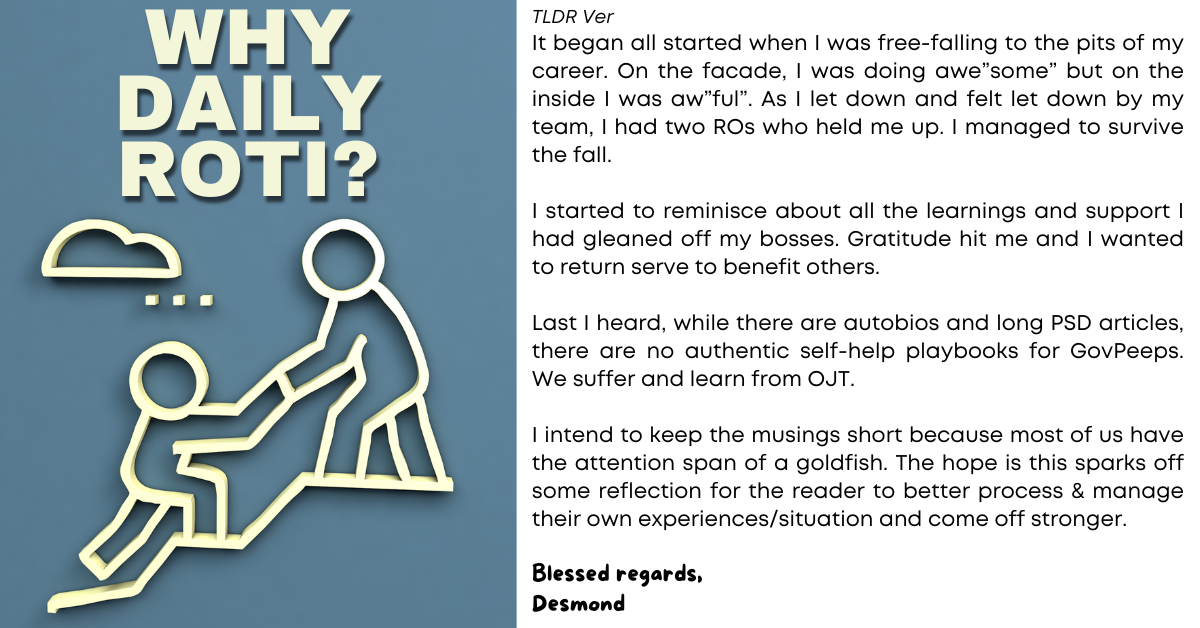 WHY
DAILY
ROTI?
TLDR Ver
It began all started when I was free-falling to the pits of my
career. On the facade, I was doing awe”some” but on the
inside I was aw”ful”. As I let down and felt let down by my
team, I had two ROs who held me up. I managed to survive
the fall.
I started to reminisce about all the learnings and support I
had gleaned off my bosses. Gratitude hit me and I wanted
to return serve to benefit others.
Last I heard, while there are autobios and long PSD articles,
there are no authentic self-help playbooks for GovPeeps.
We suffer and learn from OJT.
I intend to keep the musings short because most of us have
the attention span of a goldfish. The hope is this sparks off
some reflection for the reader to better process & manage
their own experiences/situation and come off stronger.
Blessed regards,
Desmond